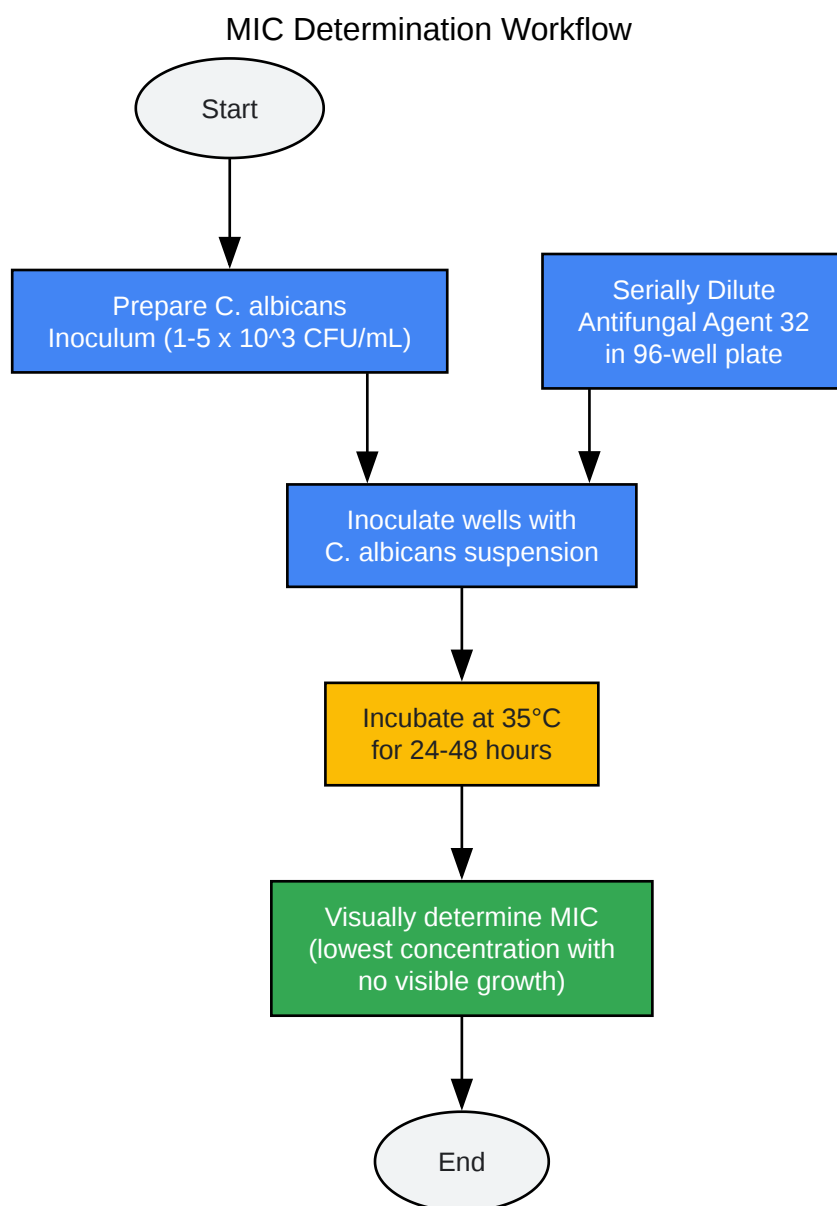 MIC Determination Workflow
Start
Prepare C. albicans
Inoculum (1-5 x 10^3 CFU/mL)
Serially Dilute
Antifungal Agent 32
in 96-well plate
Inoculate wells with
C. albicans suspension
Incubate at 35°C
for 24-48 hours
Visually determine MIC
(lowest concentration with
no visible growth)
End